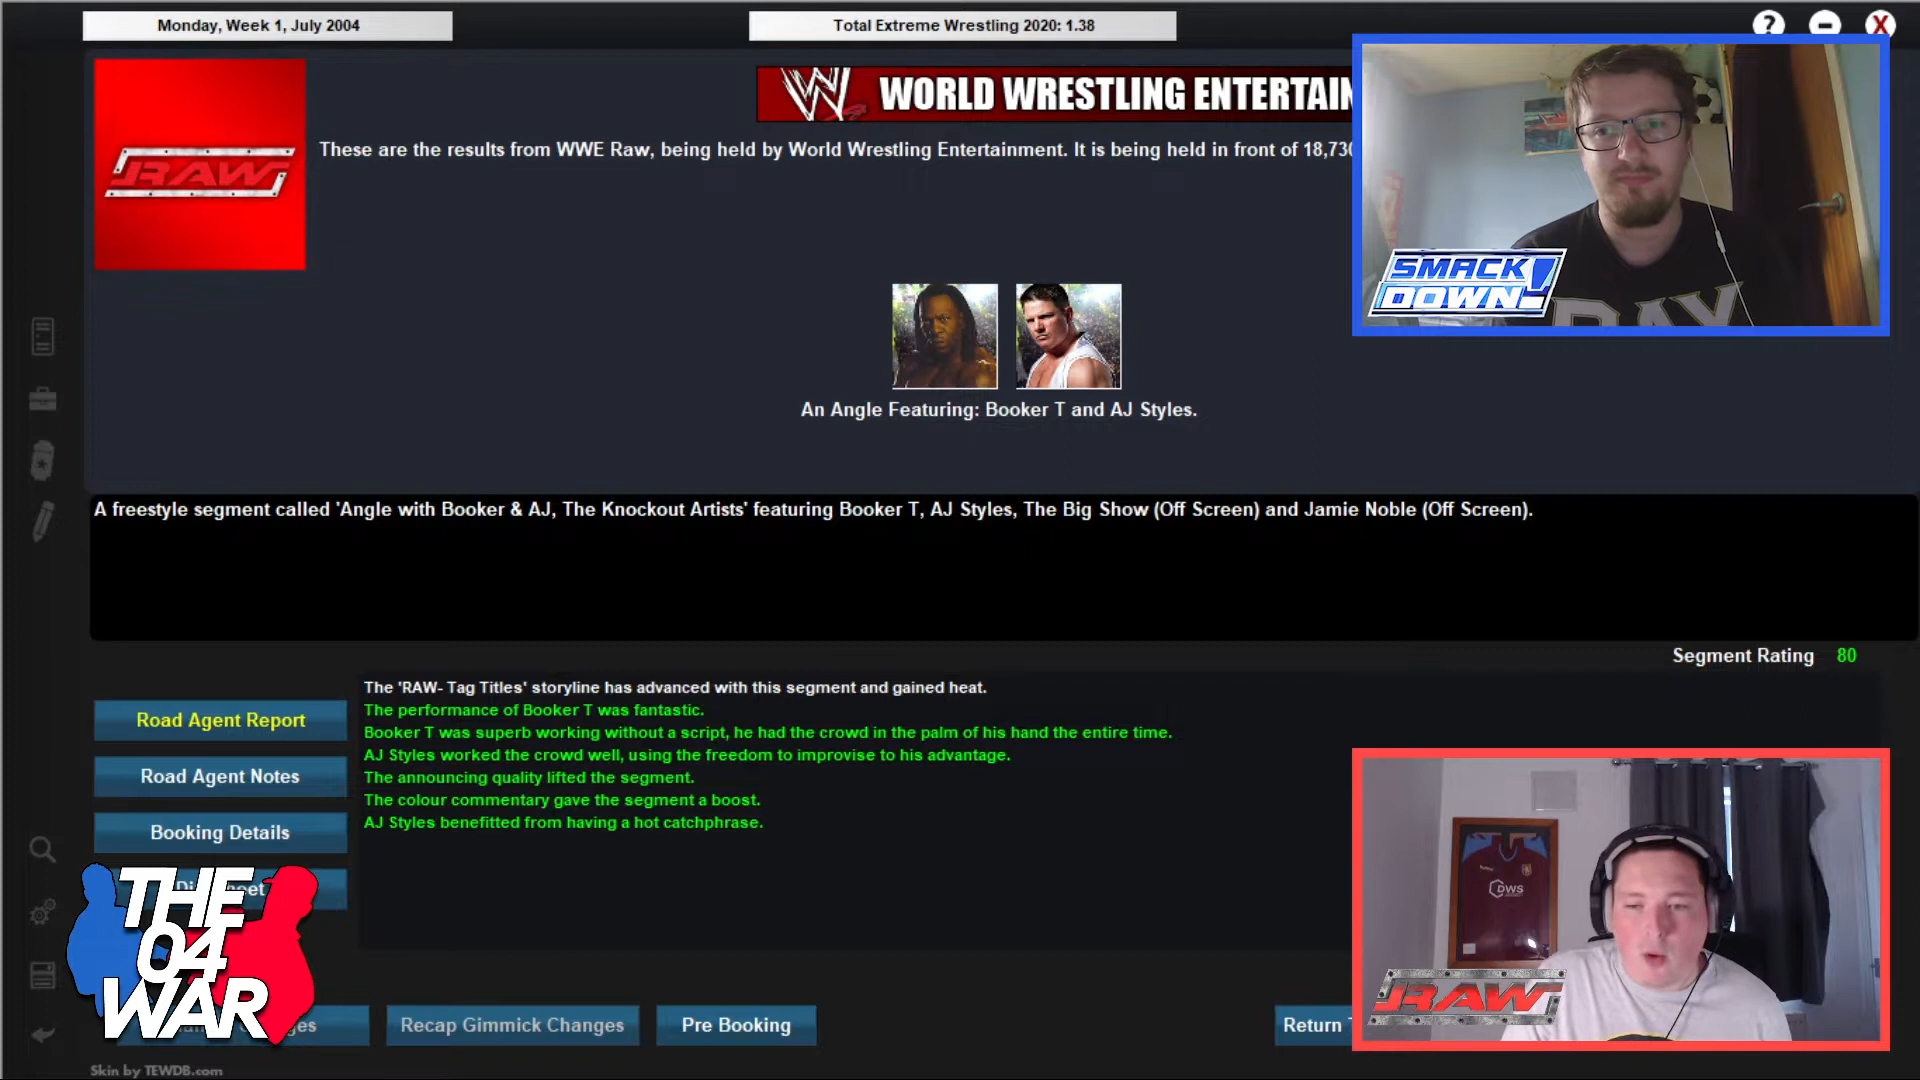 Monday, Week 1, July 2004
Total Extreme Wrestling 2020: 1.38
?
X
RAW
W WORLD WRESTLING ENTERTAIN
These are the results from WWE Raw, being held by World Wrestling Entertainment. It is being held in front of 18,730
SMACK
DOWN!
An Angle Featuring: Booker T and AJ Styles.
A freestyle segment called 'Angle with Booker & AJ, The Knockout Artists' featuring Booker T, AJ Styles, The Big Show (Off Screen) and Jamie Noble (Off Screen).
Segment Rating 80
Road Agent Report
Road Agent Notes
Booking Details
The 'RAW- Tag Titles' storyline has advanced with this segment and gained heat.
The performance of Booker T was fantastic.
Booker T was superb working without a script, he had the crowd in the palm of his hand the entire time.
AJ Styles worked the crowd well, using the freedom to improvise to his advantage.
The announcing quality lifted the segment.
The colour commentary gave the segment a boost.
AJ Styles benefitted from having a hot catchphrase.
THE
04
WAR
DWS
RAW
Recap Gimmick Changes
Pre Booking
Return
Skin by TEWDB.com